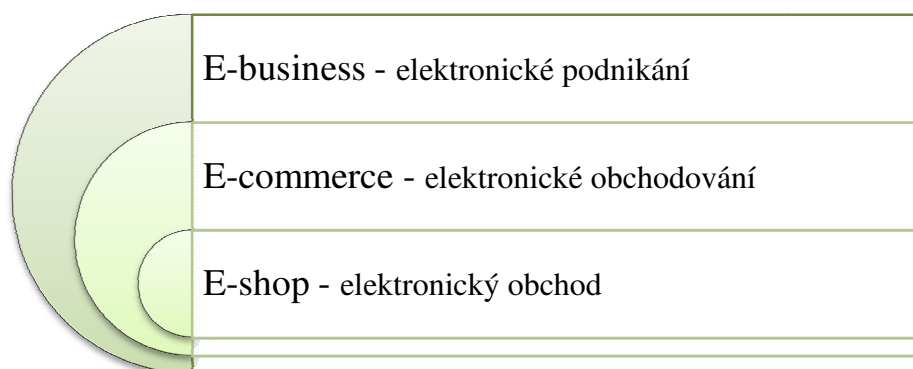 E-business - elektronické podnikání
E-commerce - elektronické obchodování
E-shop - elektronický obchod